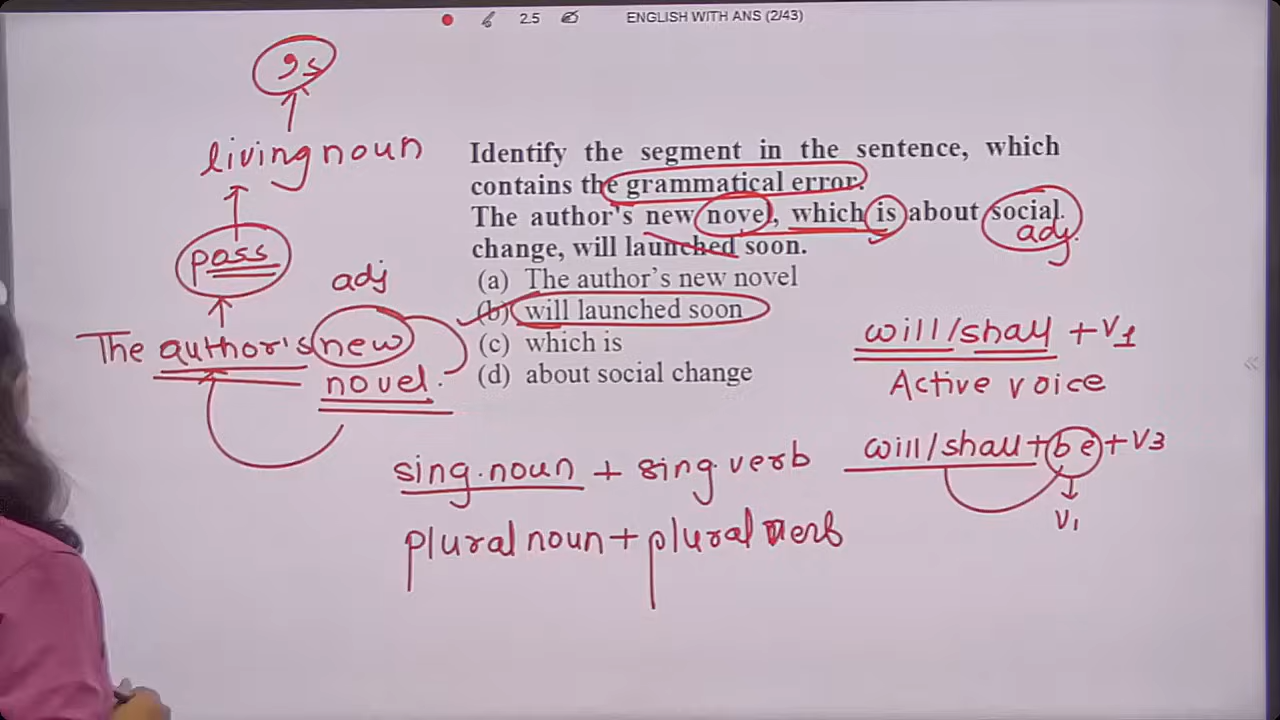 2.5
ENGLISH WITH ANS (2/43)
's
living noun
pass
adj
The author's new
novel.
Identify the segment in the sentence, which
contains the grammatical error.
The author's new novel, which is about social
adj.
change, will launched soon.
(a) The author's new novel
(b) will launched soon
(c) which is
(d) about social change
will/shall + V1
Active voice
will/shall + be + V3
V1
sing. noun + sing verb
plural noun + plural verb